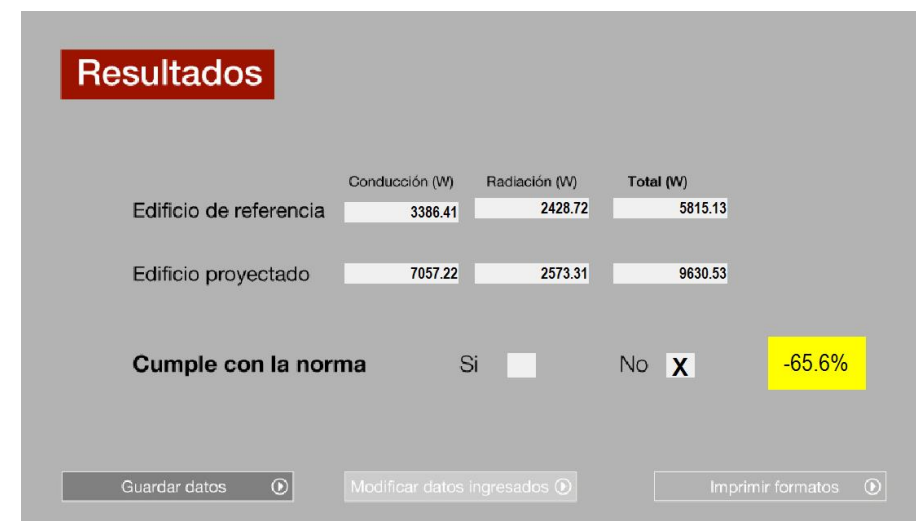 Resultados
Conducción (W) Radiación (W) Total (W)
Edificio de referencia 3386.41 2428.72 5815.13
Edificio proyectado 7057.22 2573.31 9630.53
Cumple con la norma Si No X -65.6%
Guardar datos Modificar datos ingresados Imprimir formatos